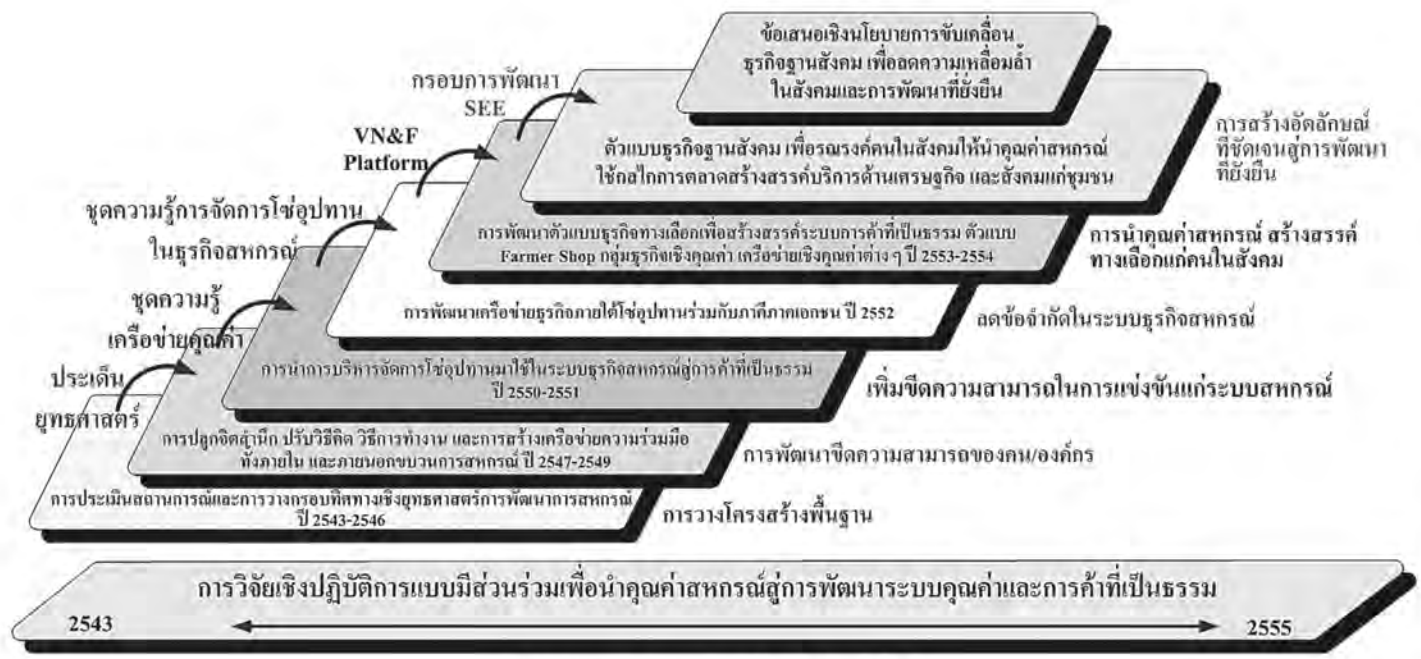 ข้อเสนอเชิงนโยบายการขับเคลื่อน
ธุรกิจฐานสังคม เพื่อลดความเหลื่อมล้ำ
ในสังคมและการพัฒนาที่ยั่งยืน
กรอบการพัฒนา
SEE
ตัวแบบธุรกิจฐานสังคม เพื่อรณรงค์คนในสังคมให้นำคุณค่าสหกรณ์
ใช้กลไกการตลาดสร้างสรรค์บริการด้านเศรษฐกิจ และสังคมแก่ชุมชน
การสร้างอัตลักษณ์
ที่ชัดเจนสู่การพัฒนา
ที่ยั่งยืน
VN&F
Platform
การพัฒนาตัวแบบธุรกิจทางเลือกเพื่อสร้างสรรค์ระบบการค้าที่เป็นธรรม ตัวแบบ
Farmer Shop กลุ่มธุรกิจเชิงคุณค่า เครือข่ายเชิงคุณค่าต่าง ๆ ปี 2553-2554
การนำคุณค่าสหกรณ์ สร้างสรรค์
ทางเลือกแก่คนในสังคม
ชุดความรู้การจัดการโซ่อุปทาน
ในธุรกิจสหกรณ์
การพัฒนาเครือข่ายธุรกิจภายใต้โซ่อุปทานร่วมกับภาคีภาคเอกชน ปี 2552
ลดข้อจำกัดในระบบธุรกิจสหกรณ์
ชุดความรู้
เครือข่ายคุณค่า
การนำการบริหารจัดการโซ่อุปทานมาใช้ในระบบธุรกิจสหกรณ์สู่การค้าที่เป็นธรรม
ปี 2550-2551
เพิ่มขีดความสามารถในการแข่งขันแก่ระบบสหกรณ์
ประเด็น
ยุทธศาสตร์
การปลูกจิตสำนึก ปรับวิธีคิด วิธีการทำงาน และการสร้างเครือข่ายความร่วมมือ
ทั้งภายใน และภายนอกขบวนการสหกรณ์ ปี 2547-2549
การพัฒนาขีดความสามารถของคน/องค์กร
การประเมินสถานการณ์และการวางกรอบทิศทางเชิงยุทธศาสตร์การพัฒนาการสหกรณ์
ปี 2543-2546
การวางโครงสร้างพื้นฐาน
การวิจัยเชิงปฏิบัติการแบบมีส่วนร่วมเพื่อนำคุณค่าสหกรณ์สู่การพัฒนาระบบคุณค่าและการค้าที่เป็นธรรม
2543
2555